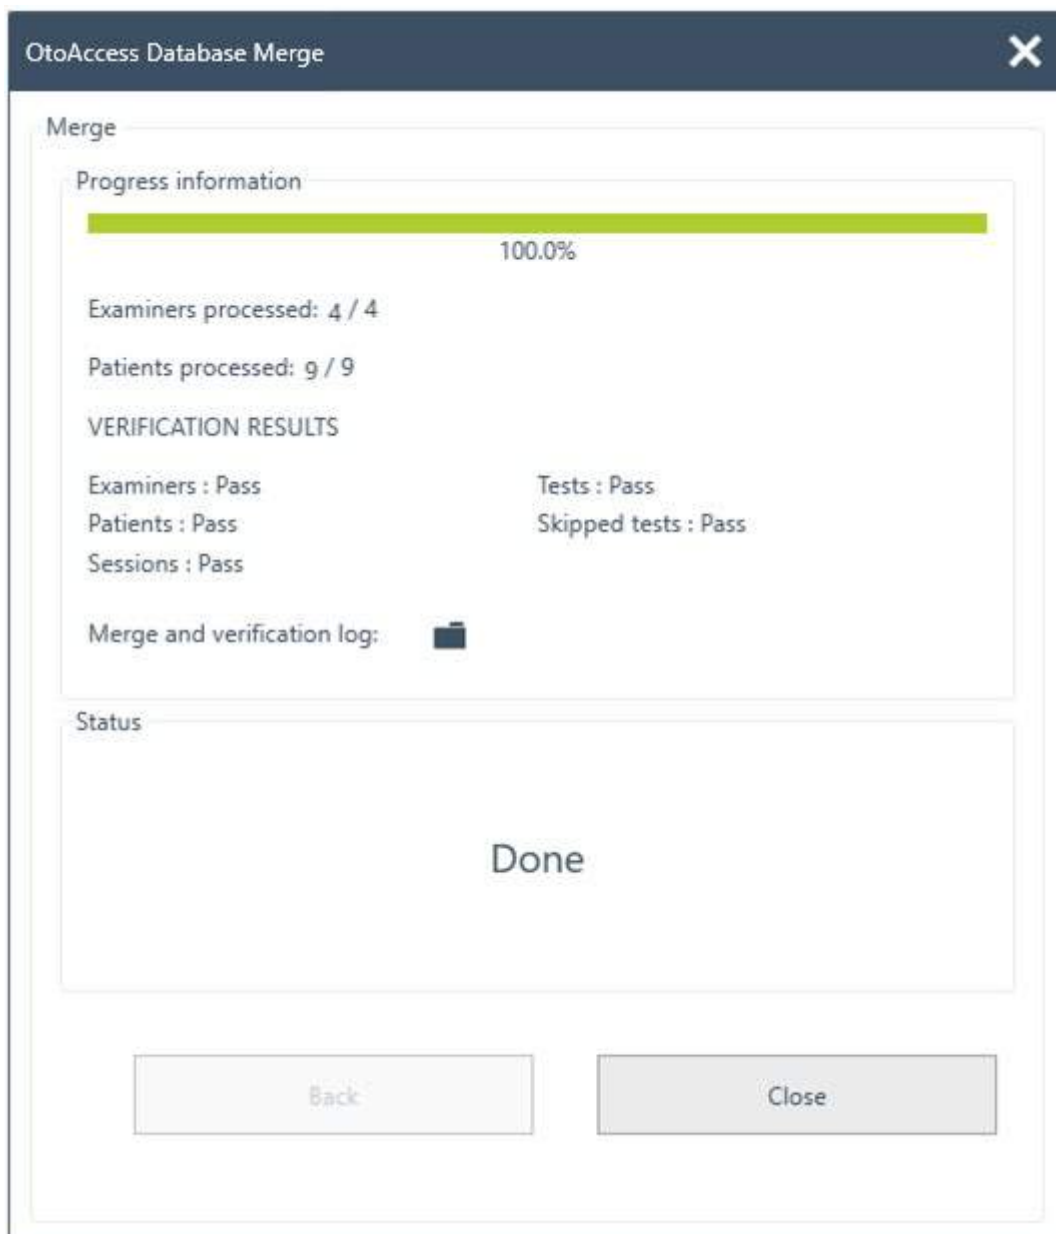 OtoAccess Database Merge
Merge
Progress information
100.0%
Examiners processed: 4 / 4
Patients processed: 9 / 9
VERIFICATION RESULTS
Examiners : Pass
Tests : Pass
Patients : Pass
Skipped tests : Pass
Sessions : Pass
Merge and verification log:
Status
Done
Back
Close